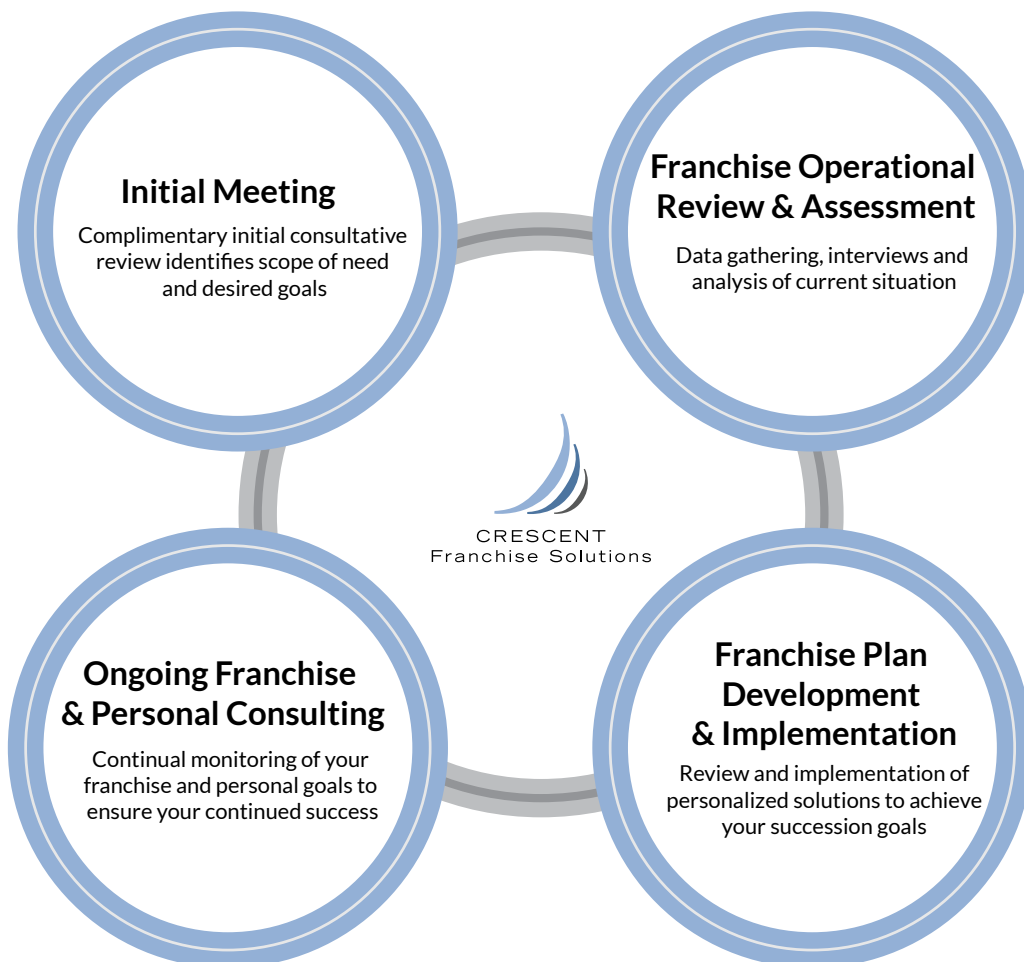 Initial Meeting
Complimentary initial consultative
review identifies scope of need
and desired goals
Franchise Operational
Review & Assessment
Data gathering, interviews and
analysis of current situation
CRESCENT
Franchise Solutions
Ongoing Franchise
& Personal Consulting
Continual monitoring of your
franchise and personal goals to
ensure your continued success
Franchise Plan
Development
& Implementation
Review and implementation of
personalized solutions to achieve
your succession goals